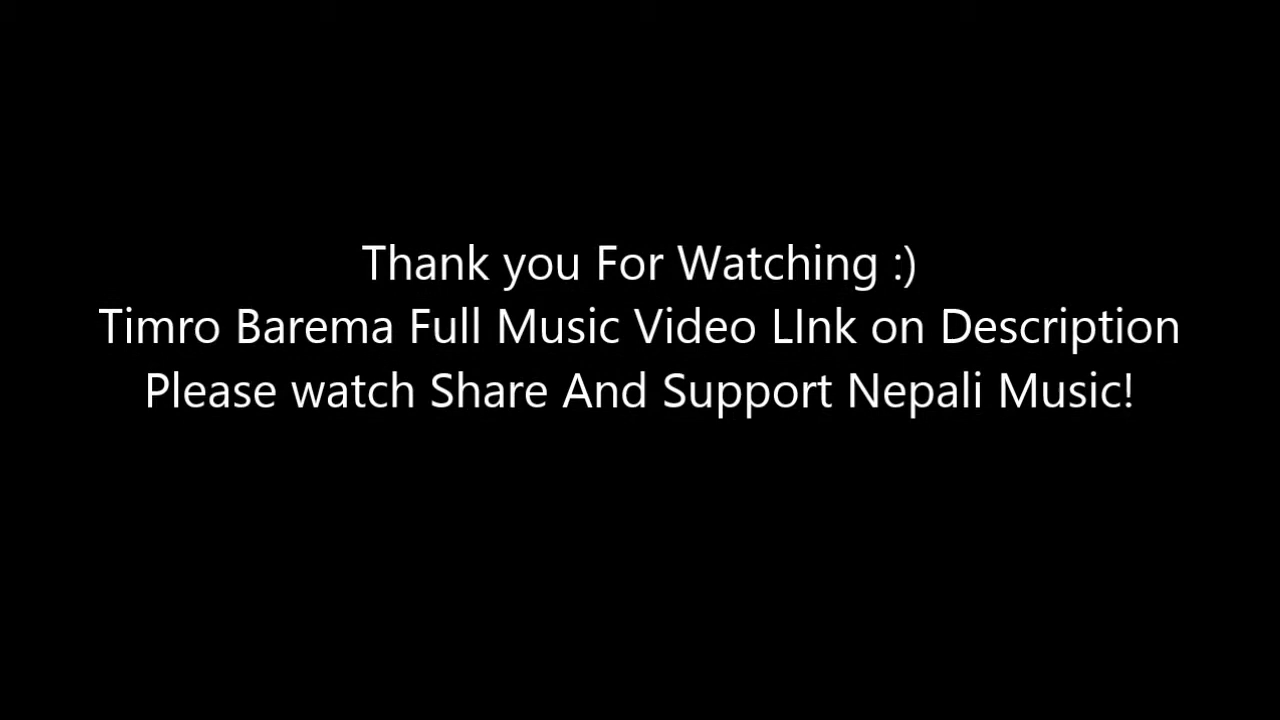 Thank you For Watching :)
Timro Barema Full Music Video LInk on Description
Please watch Share And Support Nepali Music!